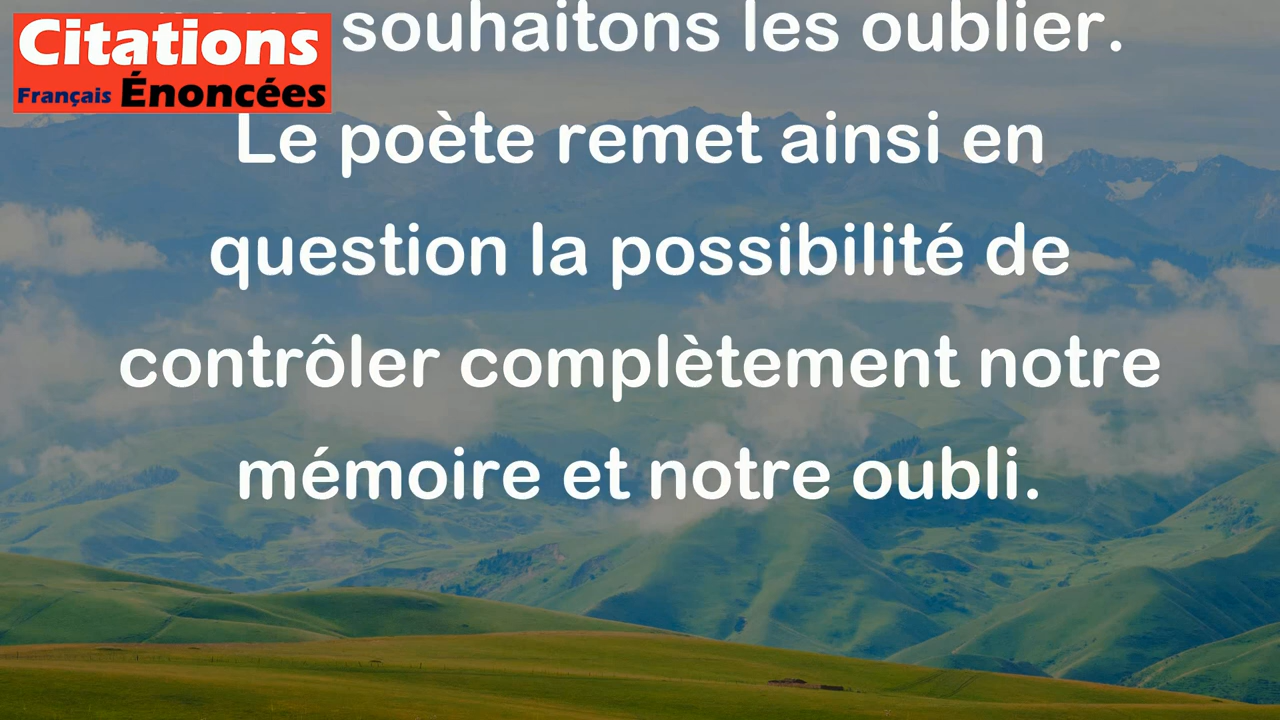 Citations
Français Énoncées
souhaitons les oublier.
Le poète remet ainsi en
question la possibilité de
contrôler complètement notre
mémoire et notre oubli.